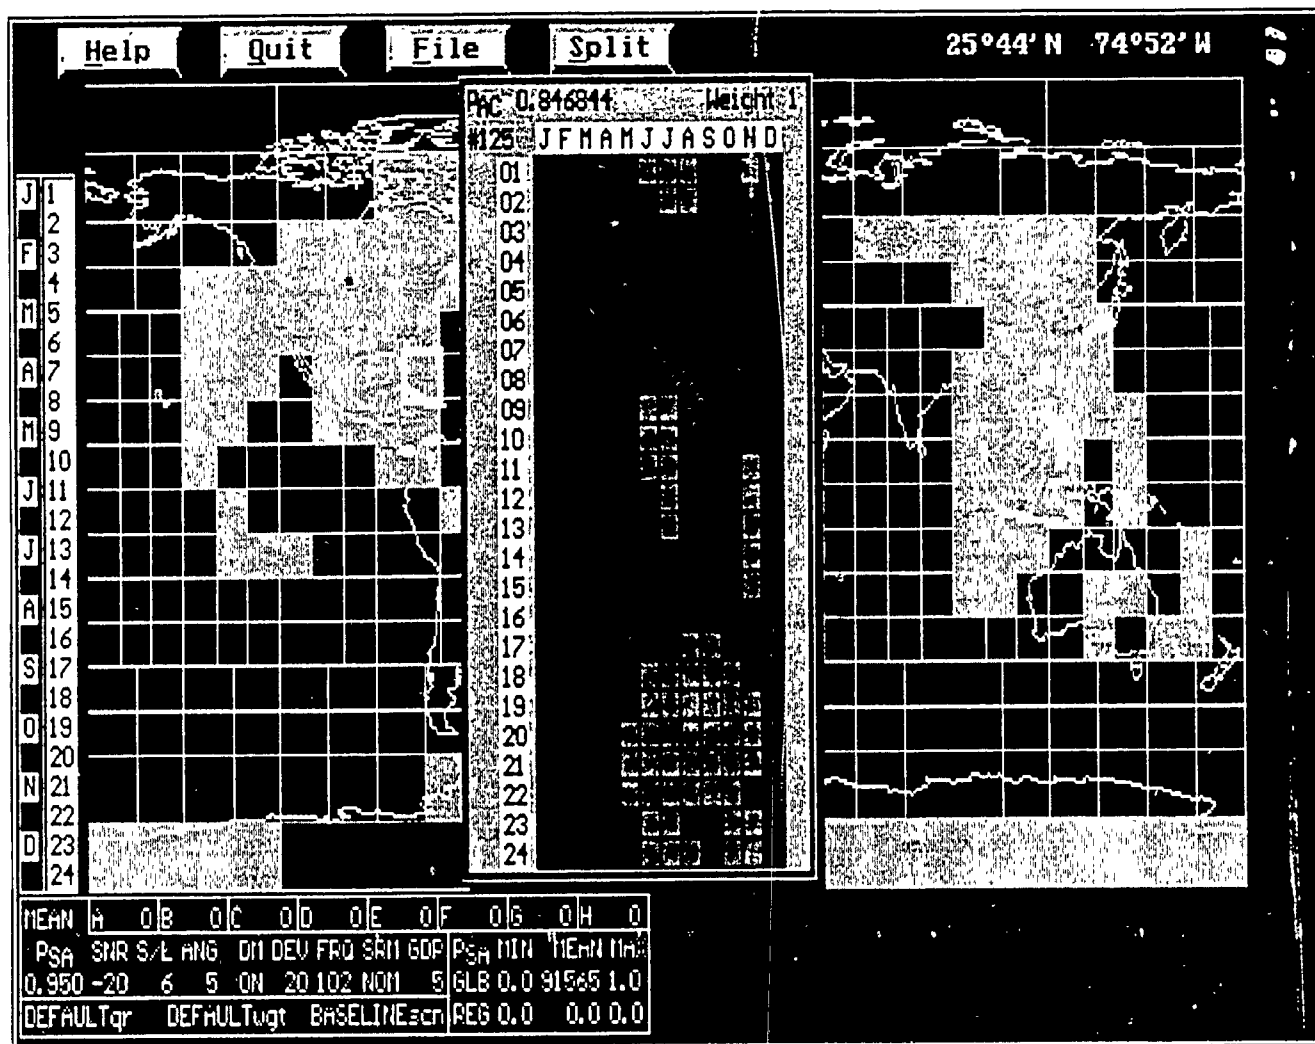 Help Quit File Split 25°44'N 74°52'W
PAC 0.846844 Weight 1
#125 J F M A M J J A S O N D
01
02
03
04
05
06
07
08
09
10
11
12
13
14
15
16
17
18
19
20
21
22
23
24
J 1
2
F 3
4
M 5
6
A 7
8
M 9
10
J 11
12
J 13
14
A 15
16
S 17
18
O 19
20
N 21
22
D 23
24
MEAN A 0 B 0 C 0 D 0 E 0 F 0 G 0 H 0
PSA SNR S/L ANG DM DEV FRQ SRM GDP PSA MIN MEAN MAX
0.950 -20 6 5 ON 20 102 NOM 5 GLB 0.0 91565 1.0
DEFAULTqr DEFAULTwgt BASELINEscn REG 0.0 0.0 0.0